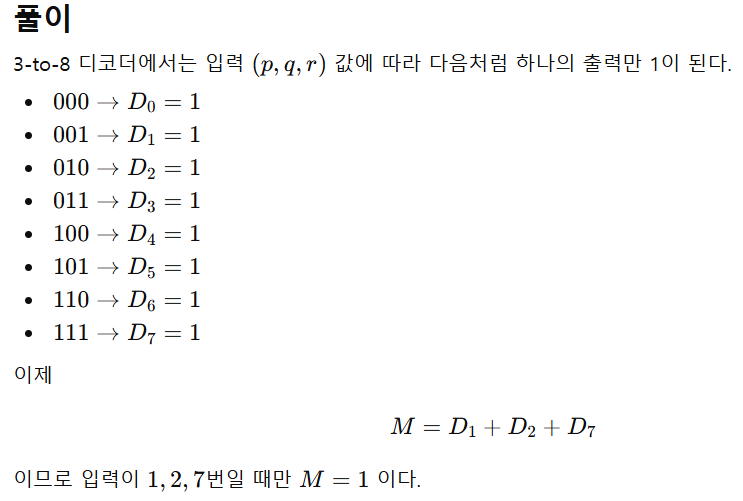 풀이
3-to-8 디코더에서는 입력 (p, q, r) 값에 따라 다음처럼 하나의 출력만 1이 된다.
• 000 → D₀ = 1
• 001 → D₁ = 1
• 010 → D₂ = 1
• 011 → D₃ = 1
• 100 → D₄ = 1
• 101 → D₅ = 1
• 110 → D₆ = 1
• 111 → D₇ = 1
이제
M = D₁ + D₂ + D₇
이므로 입력이 1, 2, 7번일 때만 M = 1 이다.